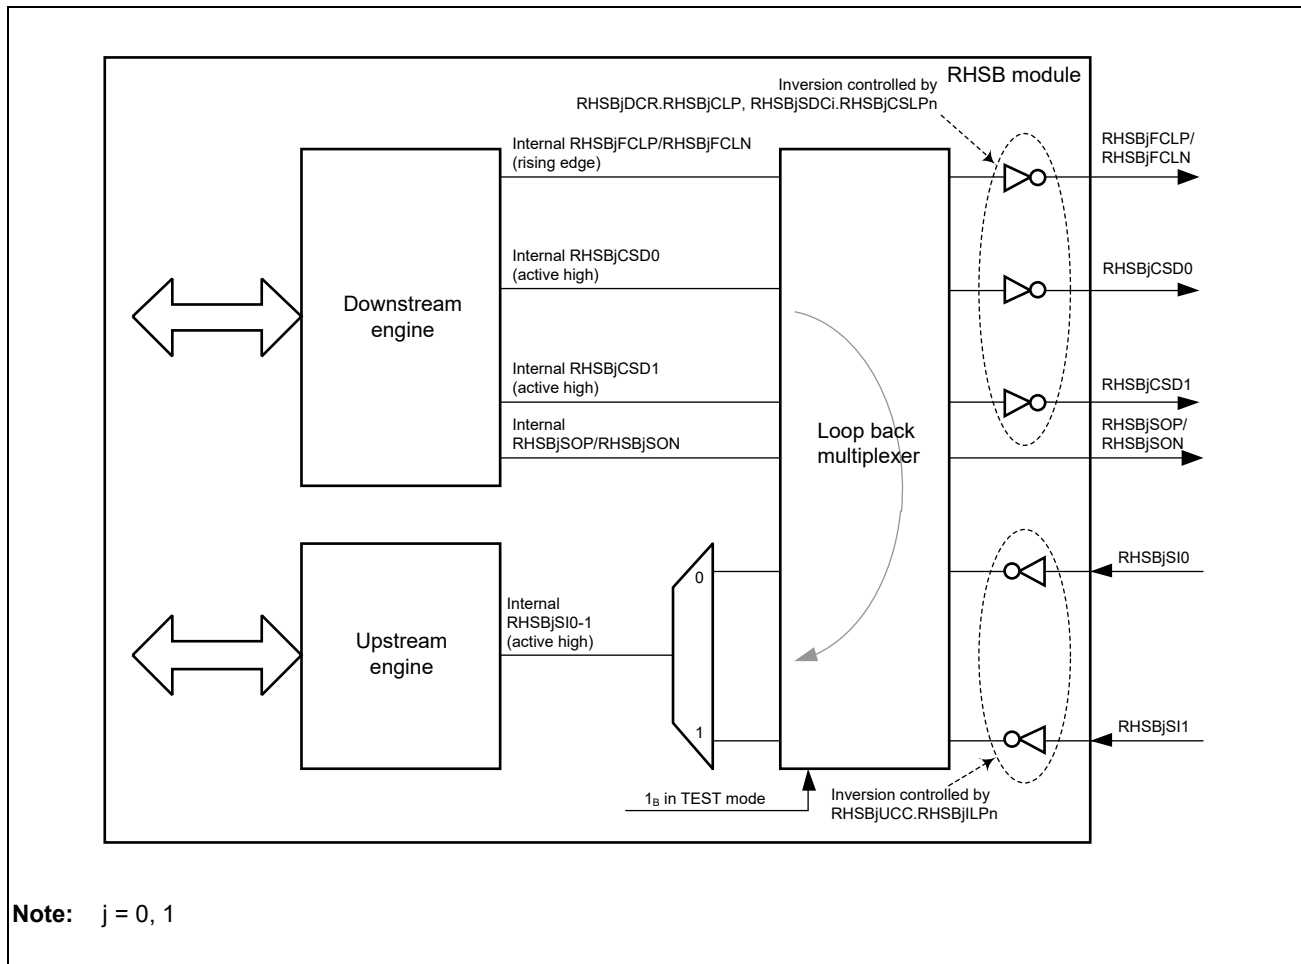 RHSB module
Inversion controlled by
RHSBjDCR.RHSBjCLP, RHSBjSDCi.RHSBjCSLPn
Internal RHSBjFCLP/RHSBjFCLN
(rising edge)
RHSBjFCLP/
RHSBjFCLN
Internal RHSBjCSD0
(active high)
RHSBjCSD0
Downstream
engine
Internal RHSBjCSD1
(active high)
RHSBjCSD1
Internal
RHSBjSOP/RHSBjSON
Loop back
multiplexer
RHSBjSOP/
RHSBjSON
0
RHSBjSI0
Internal
RHSBjSI0-1
(active high)
Upstream
engine
1
RHSBjSI1
1B in TEST mode
Inversion controlled by
RHSBjUCC.RHSBjILPn
Note: j = 0, 1